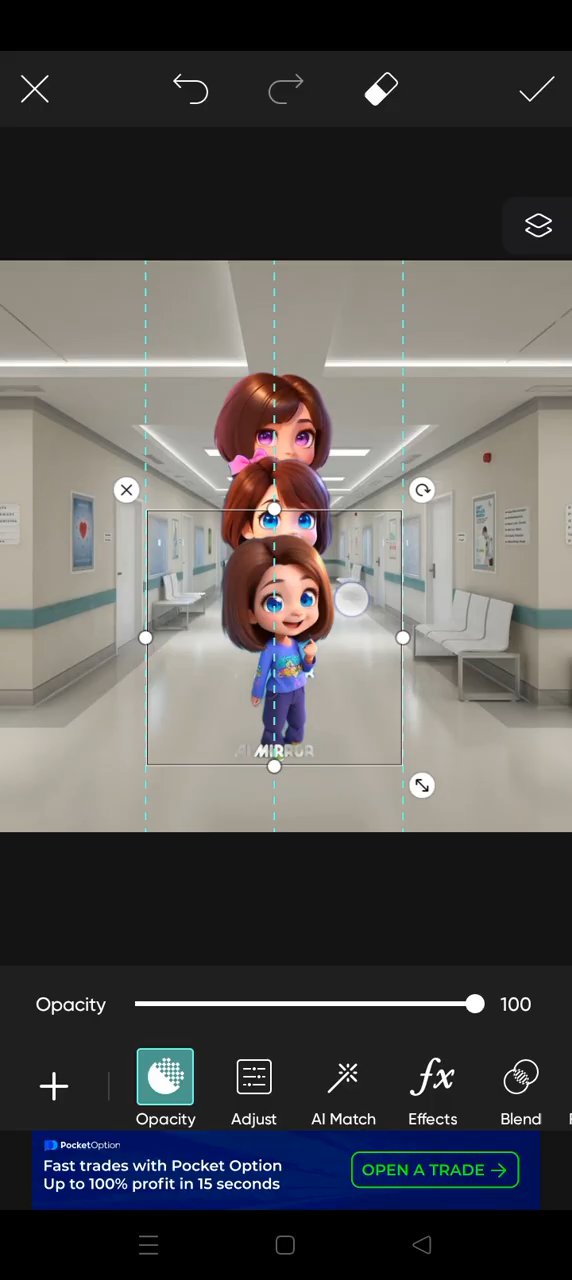 AI MIRROR
Opacity
100
Opacity
Adjust
AI Match
Effects
Blend
PocketOption
Fast trades with Pocket Option
Up to 100% profit in 15 seconds
OPEN A TRADE